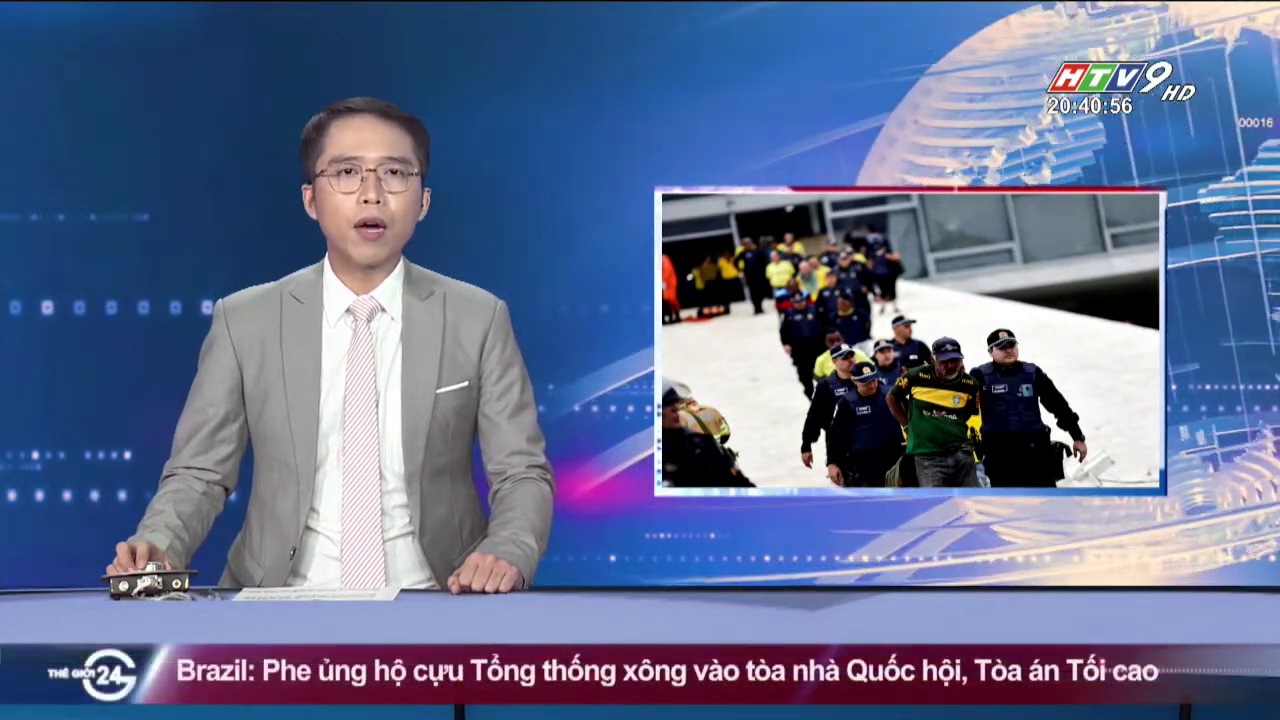 HTV9 HD
20:40:56
00016
THẾ GIỚI 24G
Brazil: Phe ủng hộ cựu Tổng thống xông vào tòa nhà Quốc hội, Tòa án Tối cao